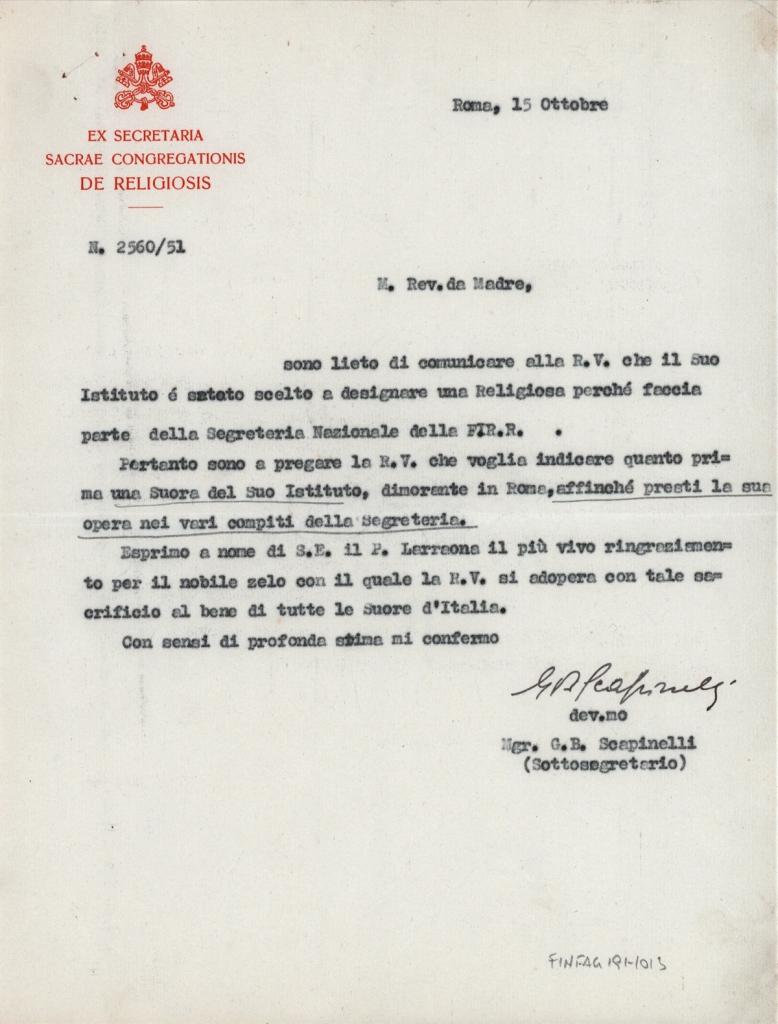 EX SECRETARIA
SACRAE CONGREGATIONIS
DE RELIGIOSIS
Roma, 15 Ottobre
N. 2560/51
M. Rev.da Madre,
sono lieto di comunicare alla R.V. che il Suo
Istituto é sztato scelto a designare una Religiosa perché faccia
parte della Segreteria Nazionale della FIR.R. .
Pertanto sono a pregare la R.V. che voglia indicare quanto pri=
ma una Suora del Suo Istituto, dimorante in Roma,affinché presti la sua
opera nei vari compiti della Segreteria.
Esprimo a nome di S.E. il P. Larraona il più vivo ringraziamen=
to per il nobile zelo con il quale la R.V. si adopera con tale sa=
crificio al bene di tutte le Suore d'Italia.
Con sensi di profonda stima mi confermo
G B Scapinelli
dev.mo
Mgr. G.B. Scapinelli
(Sottosegretario)